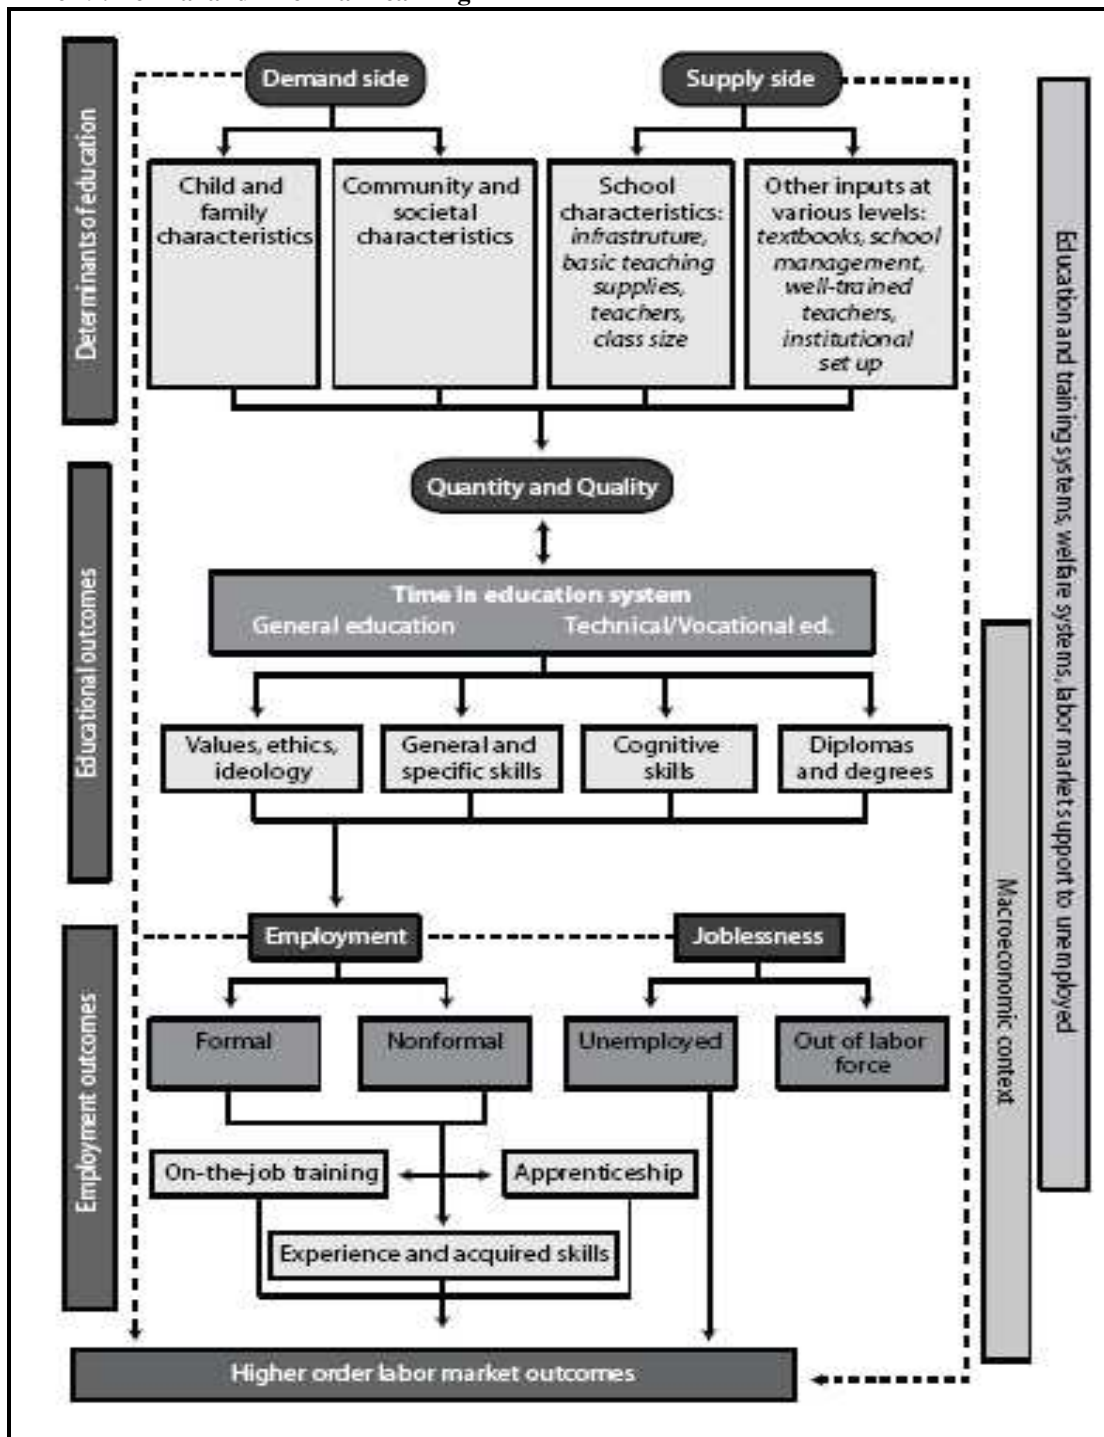 Determinants of education
Demand side
Supply side
Child and
family
characteristics
Community and
societal
characteristics
School
characteristics:
infrastruture,
basic teaching
supplies,
teachers,
class size
Other inputs at
various levels:
textbooks, school
management,
well-trained
teachers,
institutional
set up
Educational outcomes
Quantity and Quality
Time in education system
General education Technical/Vocational ed.
Values, ethics,
ideology
General and
specific skills
Cognitive
skills
Diplomas
and degrees
Employment outcomes
Employment
Joblessness
Formal
Nonformal
Unemployed
Out of labor
force
On-the-job training
Apprenticeship
Experience and acquired skills
Higher order labor market outcomes
Macroeconomic context
Education and training systems, welfare systems, labor market support to unemployed